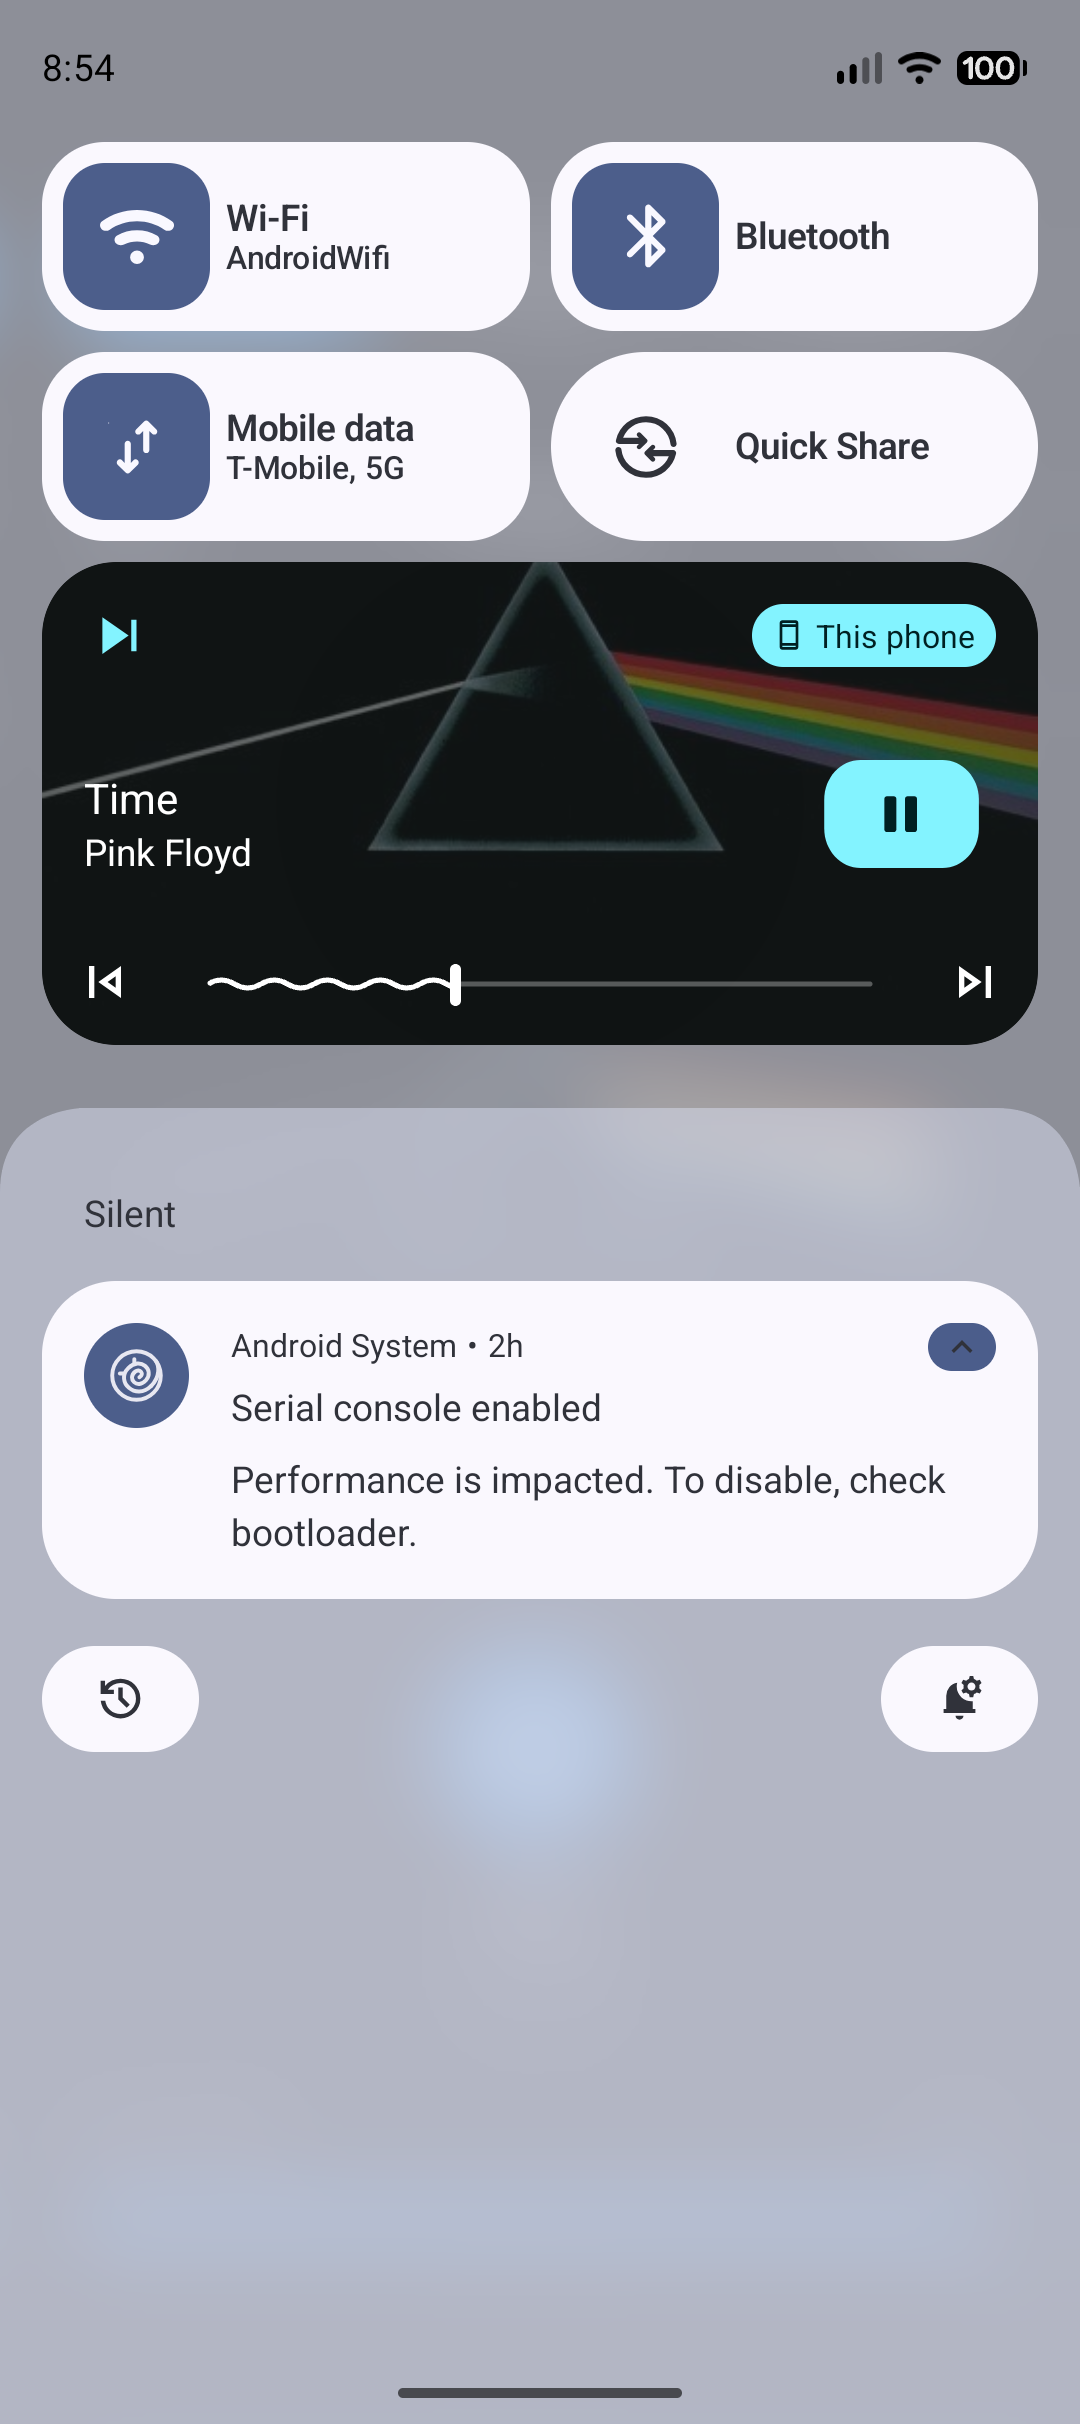 8:54
100
Wi-Fi
AndroidWifi
Bluetooth
Mobile data
T-Mobile, 5G
Quick Share
This phone
Time
Pink Floyd
Silent
Android System • 2h
Serial console enabled
Performance is impacted. To disable, check
bootloader.